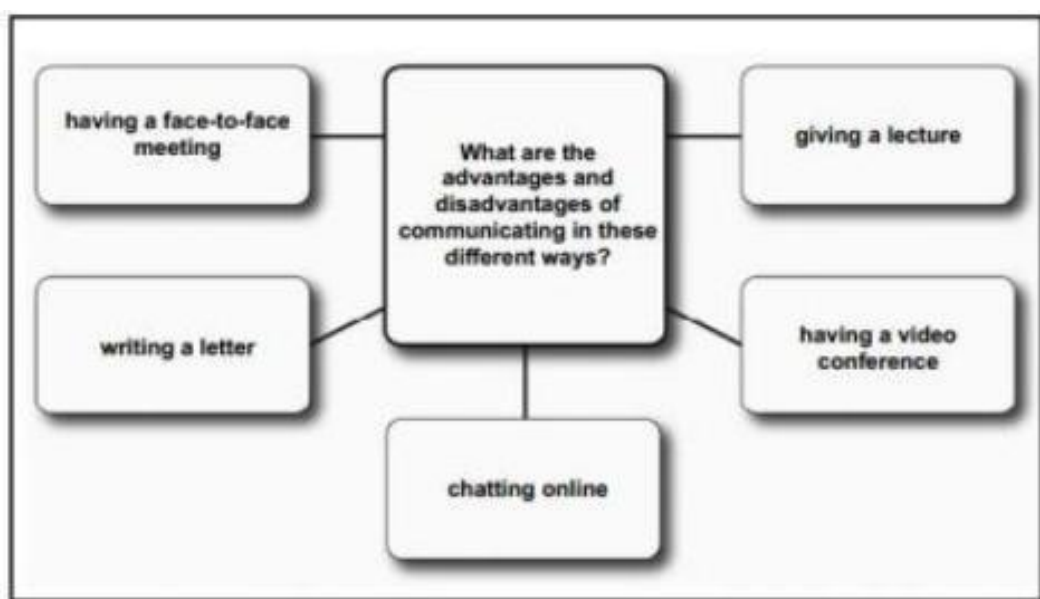 having a face-to-face
meeting
What are the
advantages and
disadvantages of
communicating in these
different ways?
giving a lecture
writing a letter
having a video
conference
chatting online